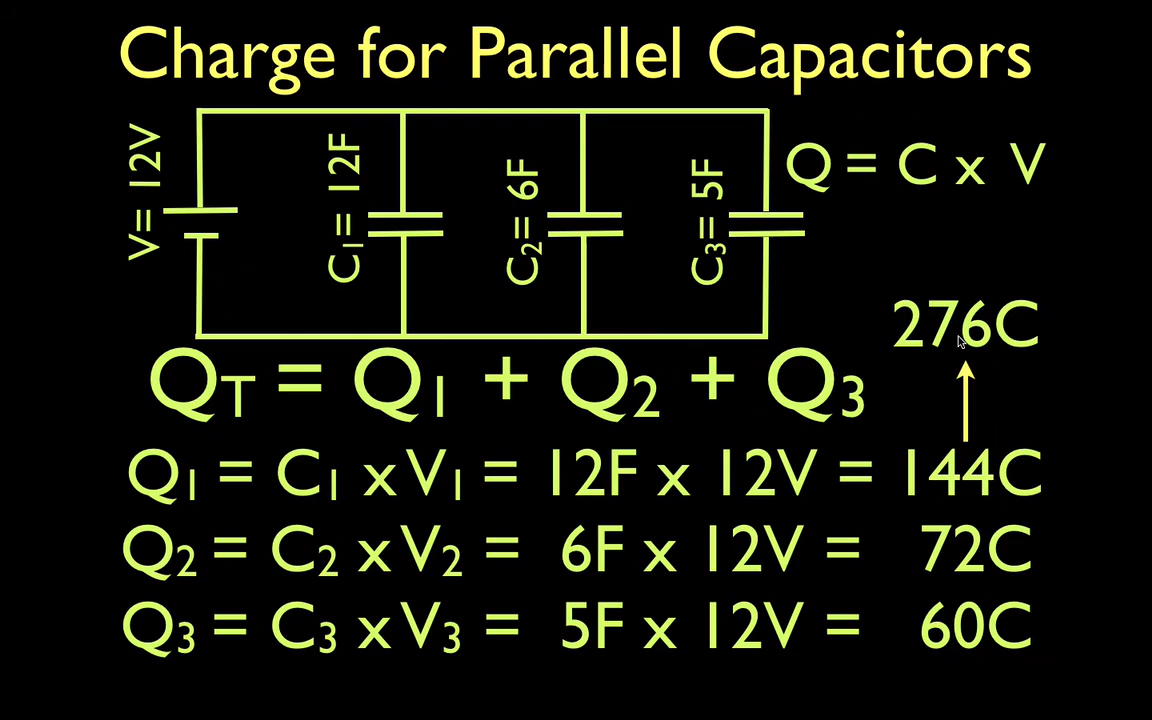 Charge for Parallel Capacitors
V= 12V
C₁= 12F
C₂= 6F
C₃= 5F
Q = C x V
276C
Q_T = Q₁ + Q₂ + Q₃
Q₁ = C₁ x V₁ = 12F x 12V = 144C
Q₂ = C₂ x V₂ = 6F x 12V = 72C
Q₃ = C₃ x V₃ = 5F x 12V = 60C